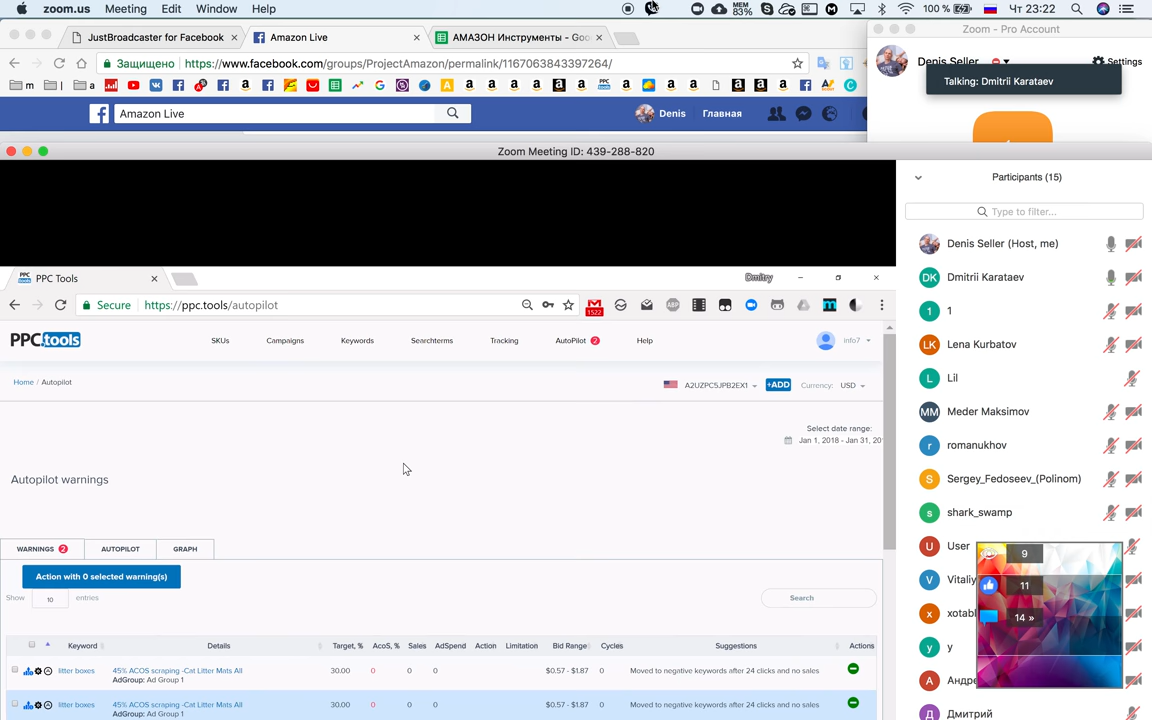 zoom.us Meeting Edit Window Help
MEM 83% 100 % Чт 23:22
JustBroadcaster for Facebook
Amazon Live
АМАЗОН Инструменты - Goo
Zoom - Pro Account
Защищено https://www.facebook.com/groups/ProjectAmazon/permalink/1167063843397264/
Denis Seller
Settings
Talking: Dmitrii Karataev
m
a
Amazon Live
Denis
Главная
Zoom Meeting ID: 439-288-820
Participants (15)
Type to filter...
Denis Seller (Host, me)
DK Dmitrii Karataev
1 1
LK Lena Kurbatov
L Lil
MM Meder Maksimov
r romanukhov
S Sergey_Fedoseev_(Polinom)
s shark_swamp
U User
V Vitaliy
x xotabl
y y
A Андре
Д Дмитрий
9
11
14 »
PPC Tools
Dmitry
Secure https://ppc.tools/autopilot
1522
PPC.tools
SKUs Campaigns Keywords Searchterms Tracking AutoPilot 2 Help
info7
Home / Autopilot
A2UZPC5JPB2EX1 +ADD Currency: USD
Select date range:
Jan 1, 2018 - Jan 31, 20
Autopilot warnings
WARNINGS 2 AUTOPILOT GRAPH
Action with 0 selected warning(s)
Show 10 entries
Search
Keyword Details Target, % AcoS, % Sales AdSpend Action Limitation Bid Range Cycles Suggestions Actions
litter boxes 45% ACOS scraping -Cat Litter Mats All 30.00 0 0 0 $0.57 - $1.87 0 Moved to negative keywords after 24 clicks and no sales
AdGroup: Ad Group 1
litter boxes 45% ACOS scraping -Cat Litter Mats All 30.00 0 0 0 $0.57 - $1.87 0 Moved to negative keywords after 24 clicks and no sales
AdGroup: Ad Group 1